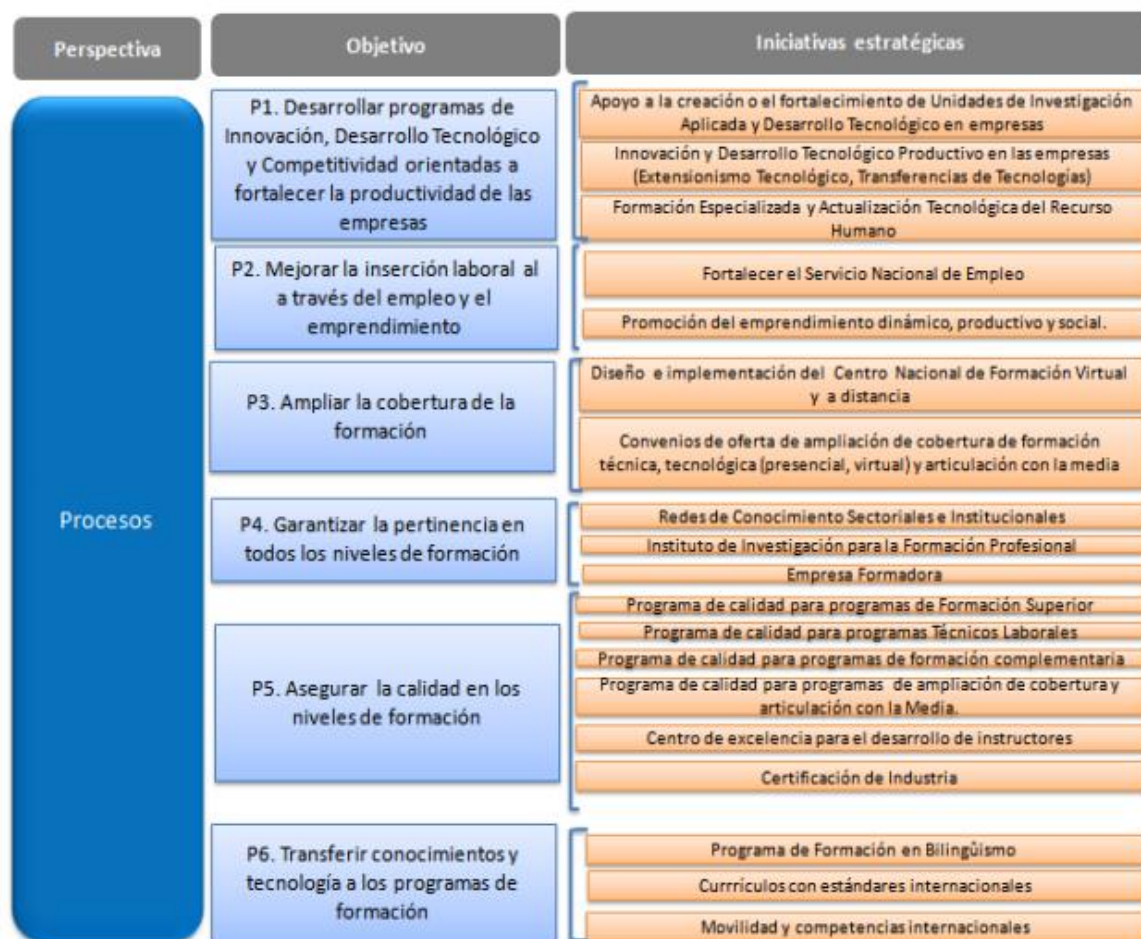 Perspectiva
Objetivo
Iniciativas estratégicas
Procesos
P1. Desarrollar programas de
Innovación, Desarrollo Tecnológico
y Competitividad orientadas a
fortalecer la productividad de las
empresas
Apoyo a la creación o el fortalecimiento de Unidades de Investigación
Aplicada y Desarrollo Tecnológico en empresas
Innovación y Desarrollo Tecnológico Productivo en las empresas
(Extensionismo Tecnológico, Transferencias de Tecnologías)
Formación Especializada y Actualización Tecnológica del Recurso
Humano
P2. Mejorar la inserción laboral al
a través del empleo y el
emprendimiento
Fortalecer el Servicio Nacional de Empleo
Promoción del emprendimiento dinámico, productivo y social.
P3. Ampliar la cobertura de la
formación
Diseño e implementación del Centro Nacional de Formación Virtual
y a distancia
Convenios de oferta de ampliación de cobertura de formación
técnica, tecnológica (presencial, virtual) y articulación con la media
P4. Garantizar la pertinencia en
todos los niveles de formación
Redes de Conocimiento Sectoriales e Institucionales
Instituto de Investigación para la Formación Profesional
Empresa Formadora
P5. Asegurar la calidad en los
niveles de formación
Programa de calidad para programas de Formación Superior
Programa de calidad para programas Técnicos Laborales
Programa de calidad para programas de formación complementaria
Programa de calidad para programas de ampliación de cobertura y
articulación con la Media.
Centro de excelencia para el desarrollo de instructores
Certificación de Industria
P6. Transferir conocimientos y
tecnología a los programas de
formación
Programa de Formación en Bilingûismo
Currrículos con estándares internacionales
Movilidad y competencias internacionales